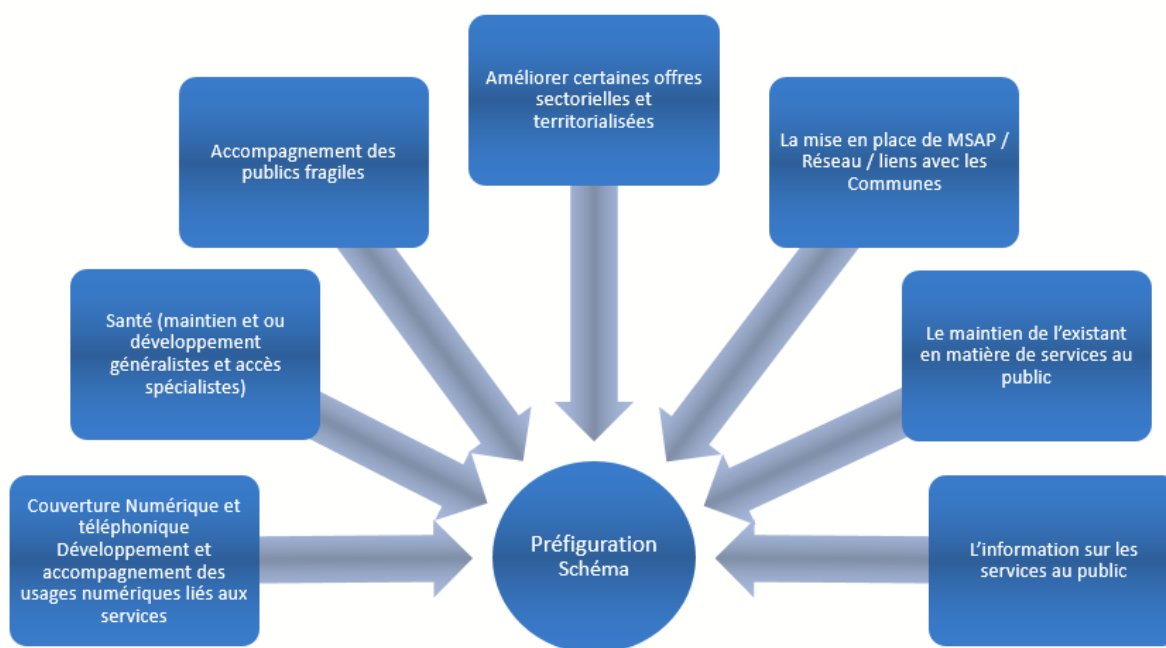 Améliorer certaines offres
sectorielles et
territorialisées
Accompagnement des
publics fragiles
La mise en place de MSAP /
Réseau / liens avec les
Communes
Santé (maintien et ou
développement
généralistes et accès
spécialistes)
Le maintien de l’existant
en matière de services au
public
Couverture Numérique et
téléphonique
Développement et
accompagnement des
usages numériques liés aux
services
Préfiguration
Schéma
L’information sur les
services au public